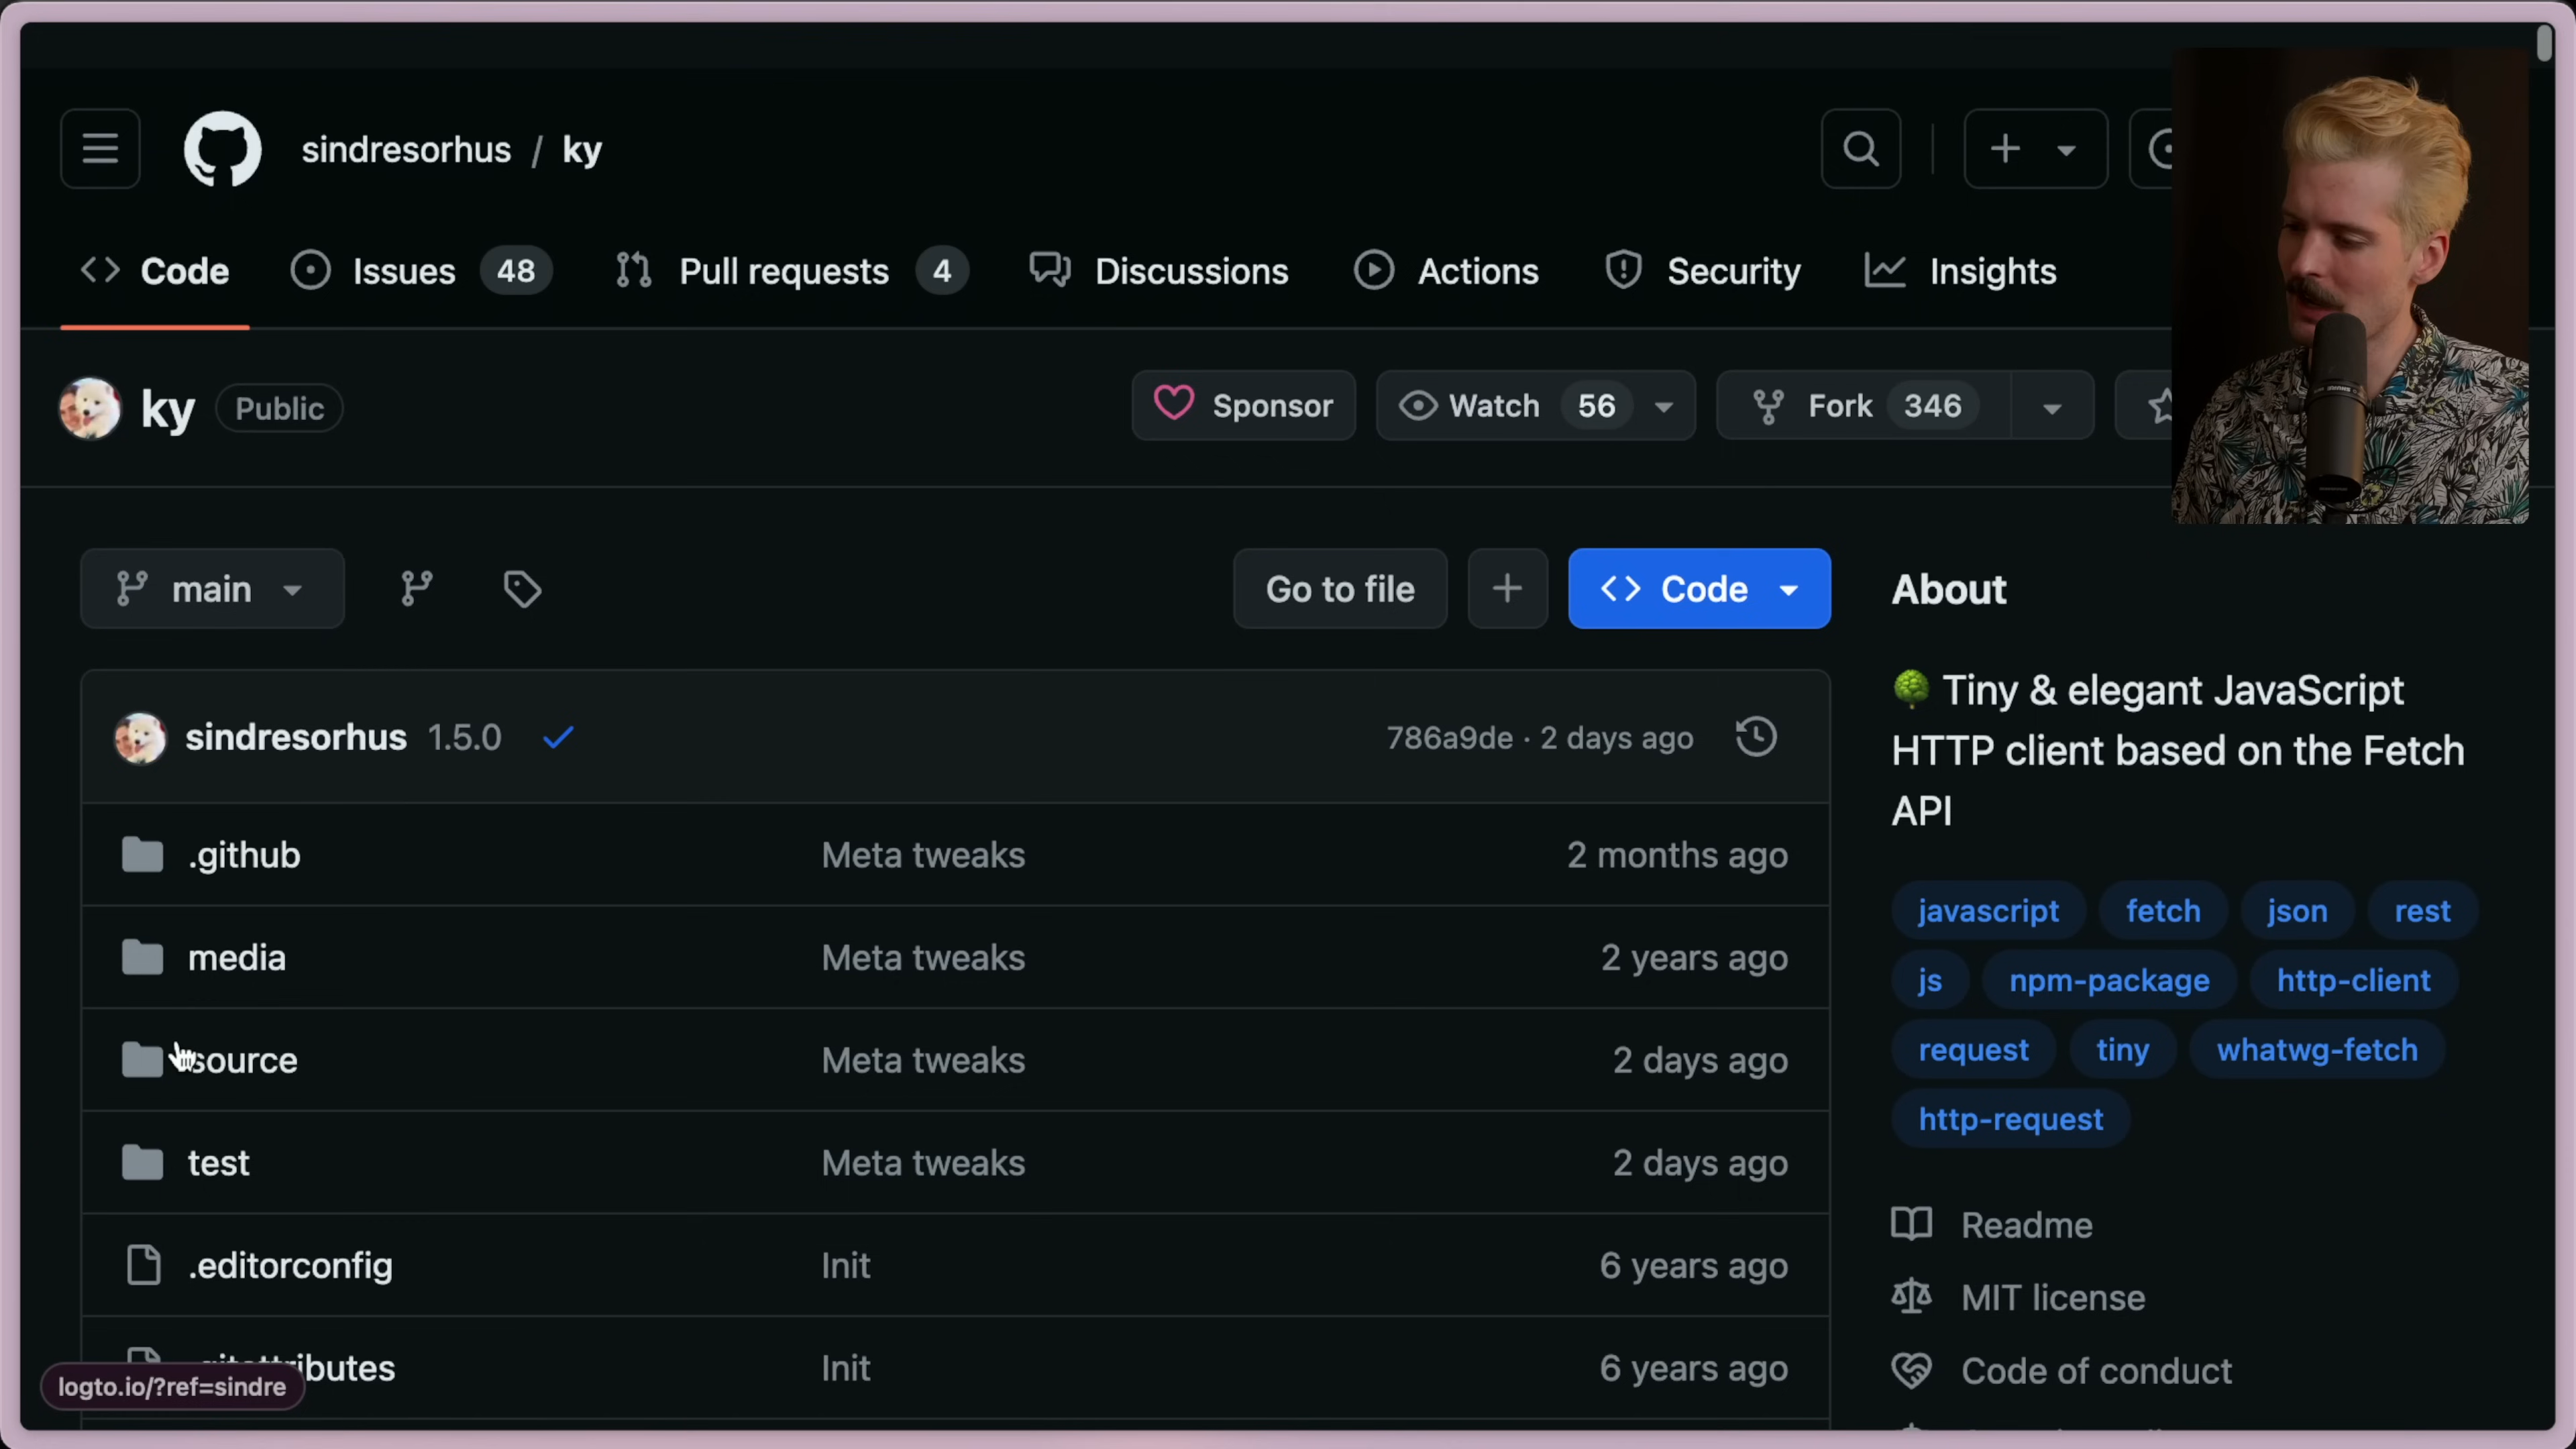 sindresorhus / ky
Code Issues 48 Pull requests 4 Discussions Actions Security Insights
ky Public Sponsor Watch 56 Fork 346
main Go to file Code
sindresorhus 1.5.0 786a9de · 2 days ago
.github Meta tweaks 2 months ago
media Meta tweaks 2 years ago
source Meta tweaks 2 days ago
test Meta tweaks 2 days ago
.editorconfig Init 6 years ago
.gitattributes Init 6 years ago
logto.io/?ref=sindre
About
Tiny & elegant JavaScript
HTTP client based on the Fetch
API
javascript fetch json rest
js npm-package http-client
request tiny whatwg-fetch
http-request
Readme
MIT license
Code of conduct